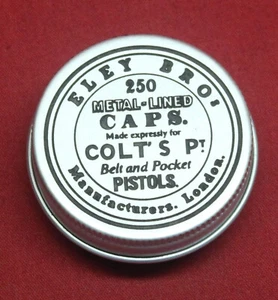 ELEY BROS
250
METAL-LINED
CAPS.
Made expressly for
COLT'S PT
Belt and Pocket
PISTOLS.
Manufacturers. London.